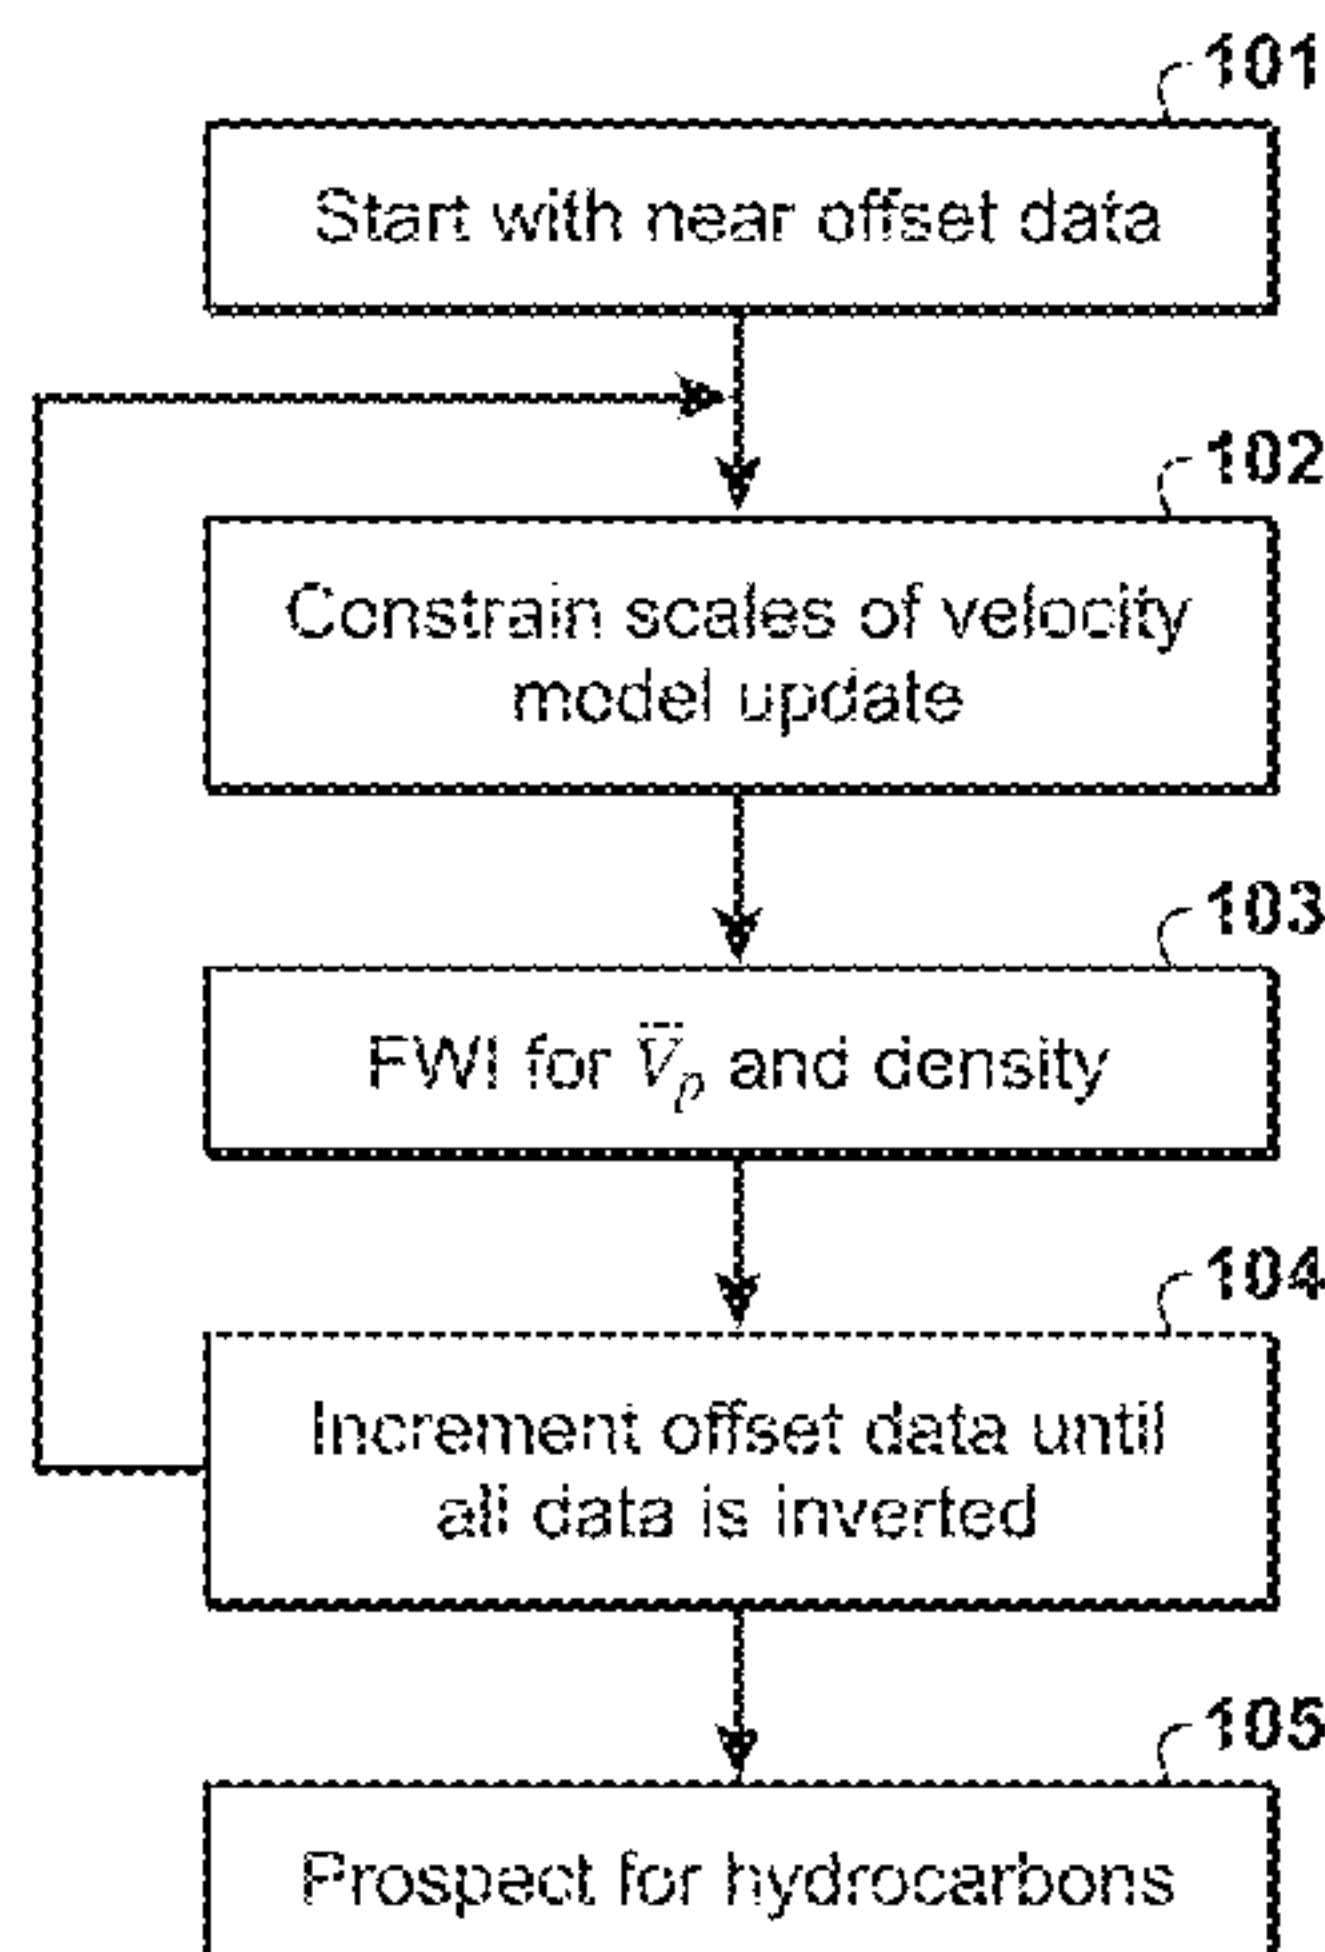 101
Start with near offset data
102
Constrain scales of velocity
model update
103
FWI for V̅ₚ and density
104
Increment offset data until
all data is inverted
105
Prospect for hydrocarbons